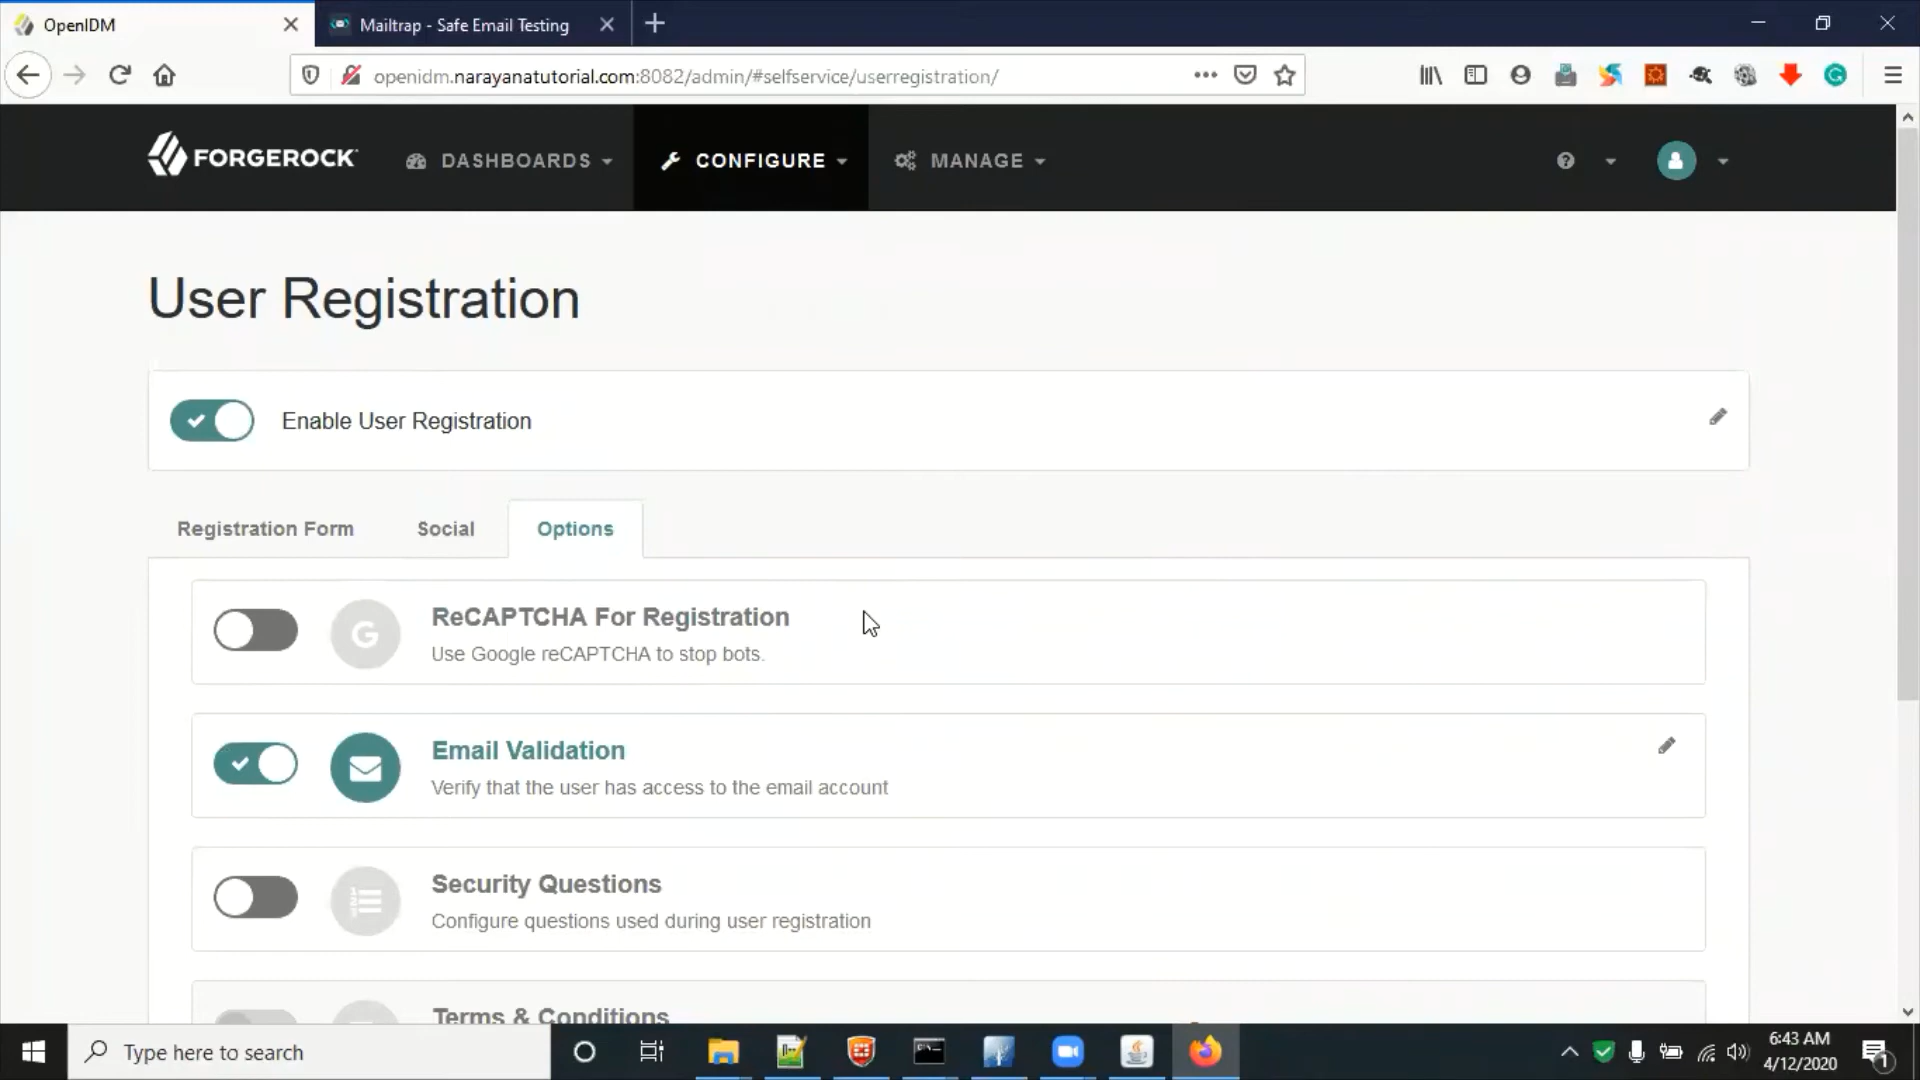 OpenIDM
Mailtrap - Safe Email Testing
openidm.narayanatutorial.com:8082/admin/#selfservice/userregistration/
FORGEROCK
DASHBOARDS
CONFIGURE
MANAGE
User Registration
Enable User Registration
Registration Form
Social
Options
G
ReCAPTCHA For Registration
Use Google reCAPTCHA to stop bots.
Email Validation
Verify that the user has access to the email account
Security Questions
Configure questions used during user registration
Terms & Conditions
Type here to search
6:43 AM
4/12/2020
1